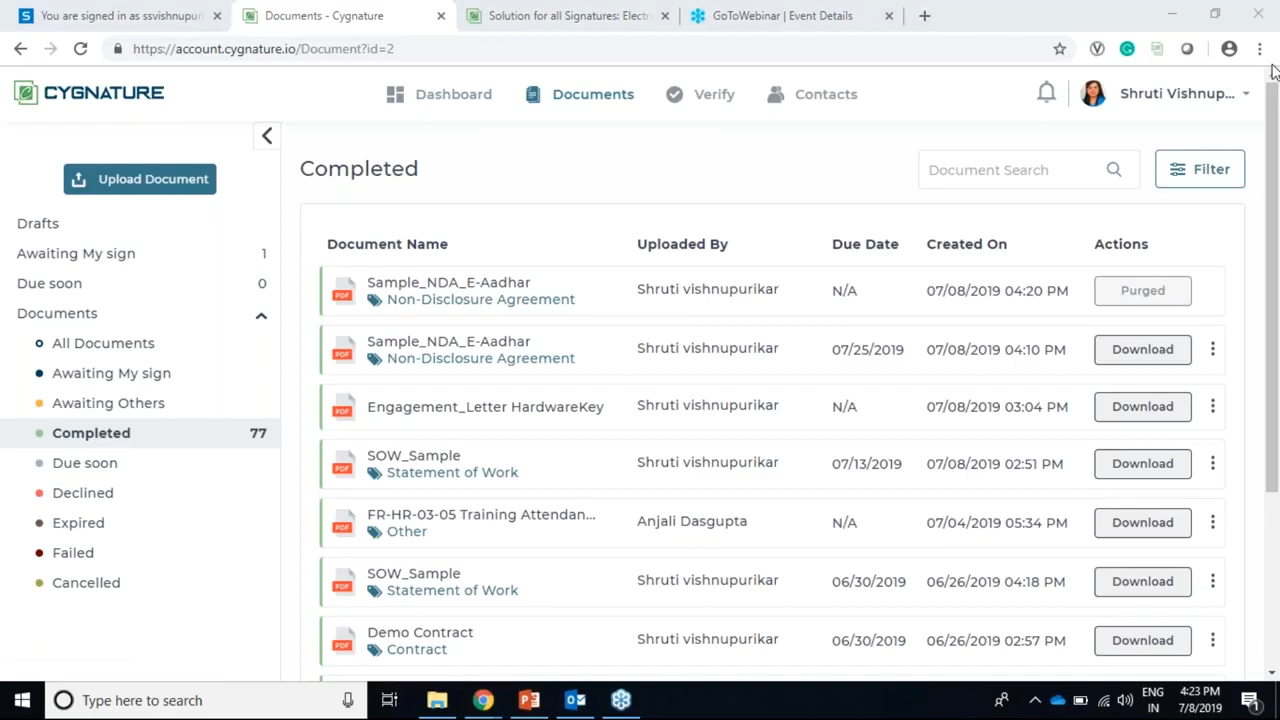 You are signed in as ssvishnupur
Documents - Cygnature
Solution for all Signatures: Electr
GoToWebinar | Event Details
https://account.cygnature.io/Document?id=2
CYGNATURE
Dashboard
Documents
Verify
Contacts
Shruti Vishnup...
Upload Document
Drafts
Awaiting My sign 1
Due soon 0
Documents
All Documents
Awaiting My sign
Awaiting Others
Completed 77
Due soon
Declined
Expired
Failed
Cancelled
Completed
Document Search
Filter
Document Name Uploaded By Due Date Created On Actions
PDF Sample_NDA_E-Aadhar Shruti vishnupurikar N/A 07/08/2019 04:20 PM Purged
Non-Disclosure Agreement
PDF Sample_NDA_E-Aadhar Shruti vishnupurikar 07/25/2019 07/08/2019 04:10 PM Download
Non-Disclosure Agreement
PDF Engagement_Letter HardwareKey Shruti vishnupurikar N/A 07/08/2019 03:04 PM Download
PDF SOW_Sample Shruti vishnupurikar 07/13/2019 07/08/2019 02:51 PM Download
Statement of Work
PDF FR-HR-03-05 Training Attendan... Anjali Dasgupta N/A 07/04/2019 05:34 PM Download
Other
PDF SOW_Sample Shruti vishnupurikar 06/30/2019 06/26/2019 04:18 PM Download
Statement of Work
PDF Demo Contract Shruti vishnupurikar 06/30/2019 06/26/2019 02:57 PM Download
Contract
Type here to search
ENG
IN
4:23 PM
7/8/2019
1